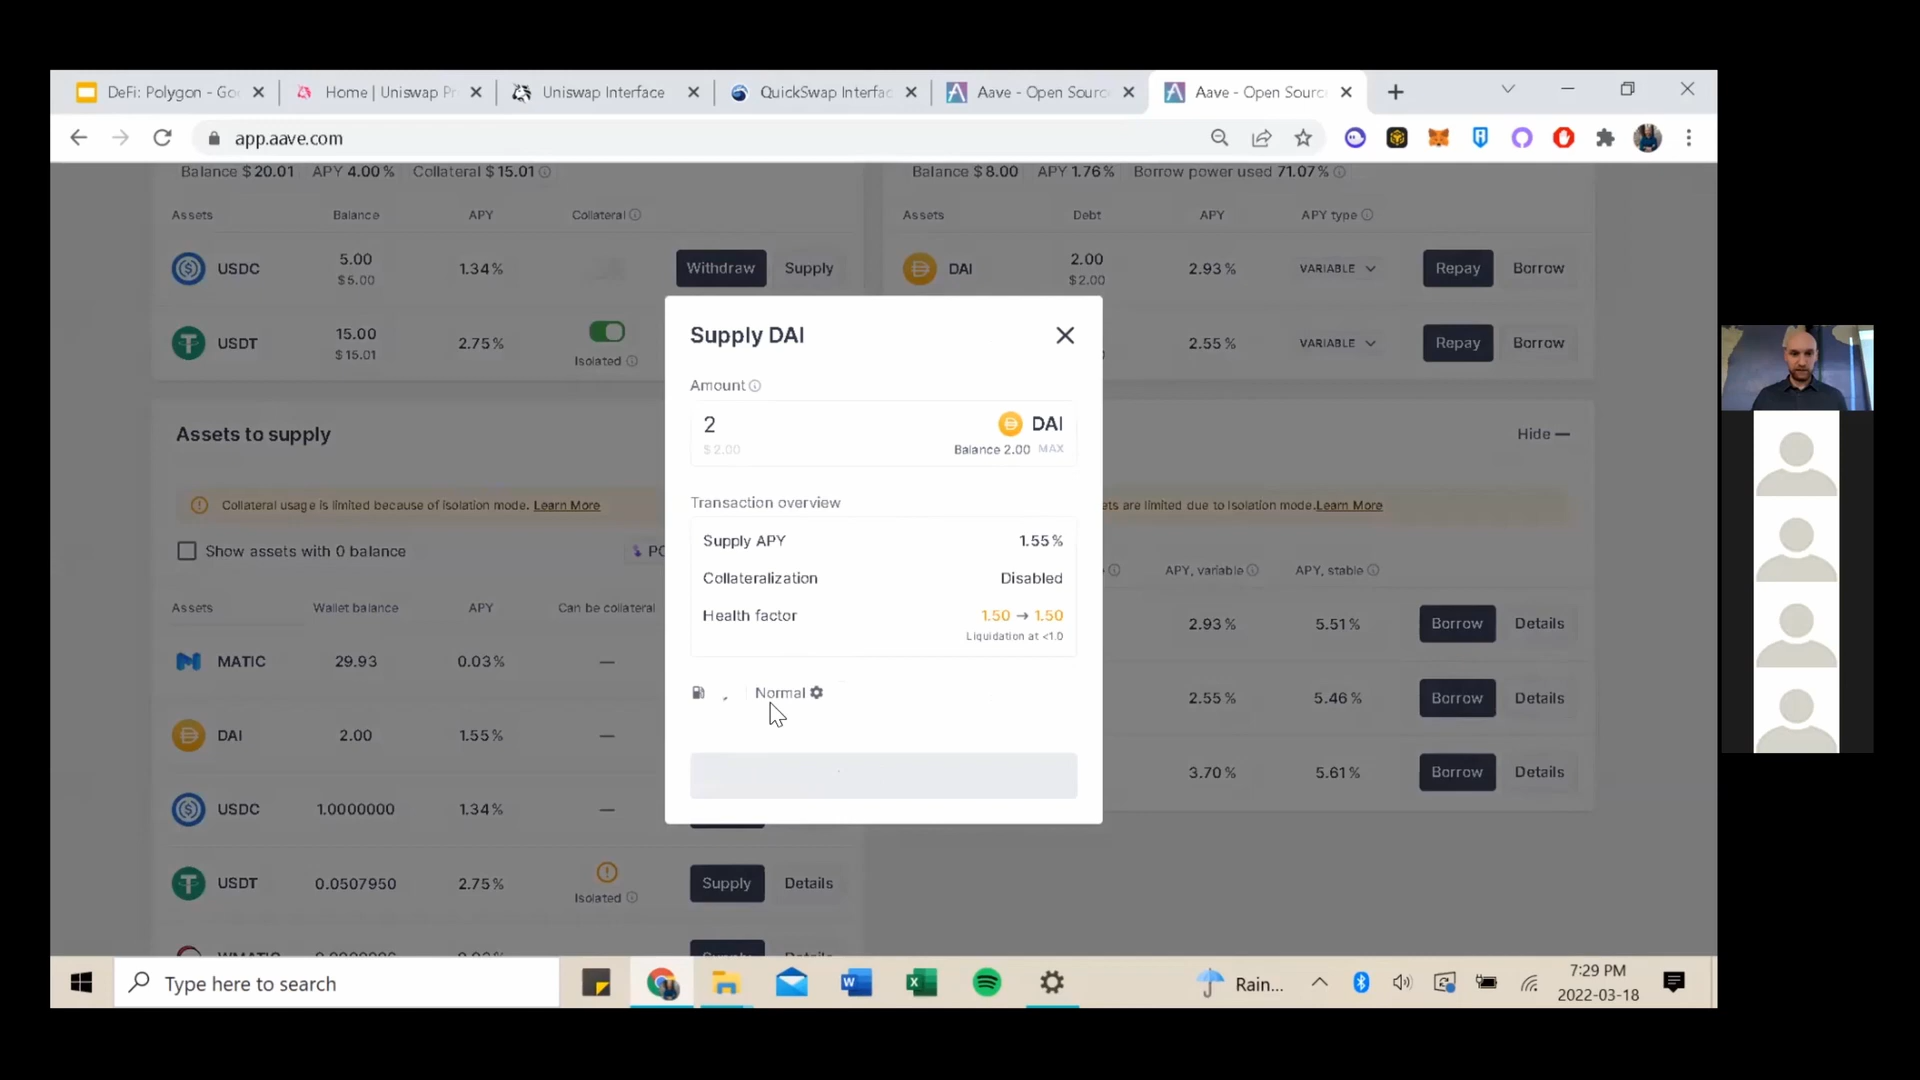 DeFi: Polygon - Go
Home | Uniswap Pr
Uniswap Interface
QuickSwap Interfac
Aave - Open Sourc
Aave - Open Sourc
app.aave.com
Balance $ 20.01 APY 4.00 % Collateral $ 15.01
Balance $ 8.00 APY 1.76 % Borrow power used 71.07 %
Assets Balance APY Collateral
Assets Debt APY APY type
USDC 5.00 1.34 % Withdraw Supply
$ 5.00
DAI 2.00 2.93 % VARIABLE Repay Borrow
$ 2.00
USDT 15.00 2.75 %
$ 15.01 Isolated
2.55 % VARIABLE Repay Borrow
Supply DAI
Amount
2 DAI
$ 2.00 Balance 2.00 MAX
Transaction overview
Supply APY 1.55 %
Collateralization Disabled
Health factor 1.50 → 1.50
Liquidation at <1.0
Normal
Assets to supply
Hide
Collateral usage is limited because of isolation mode. Learn More
ets are limited due to Isolation mode. Learn More
Show assets with 0 balance
PO
Assets Wallet balance APY Can be collateral
APY, variable APY, stable
MATIC 29.93 0.03 % —
2.93 % 5.51 % Borrow Details
DAI 2.00 1.55 % —
2.55 % 5.46 % Borrow Details
USDC 1.0000000 1.34 % —
3.70 % 5.61 % Borrow Details
USDT 0.0507950 2.75 % Isolated Supply Details
Type here to search
Rain...
7:29 PM
2022-03-18